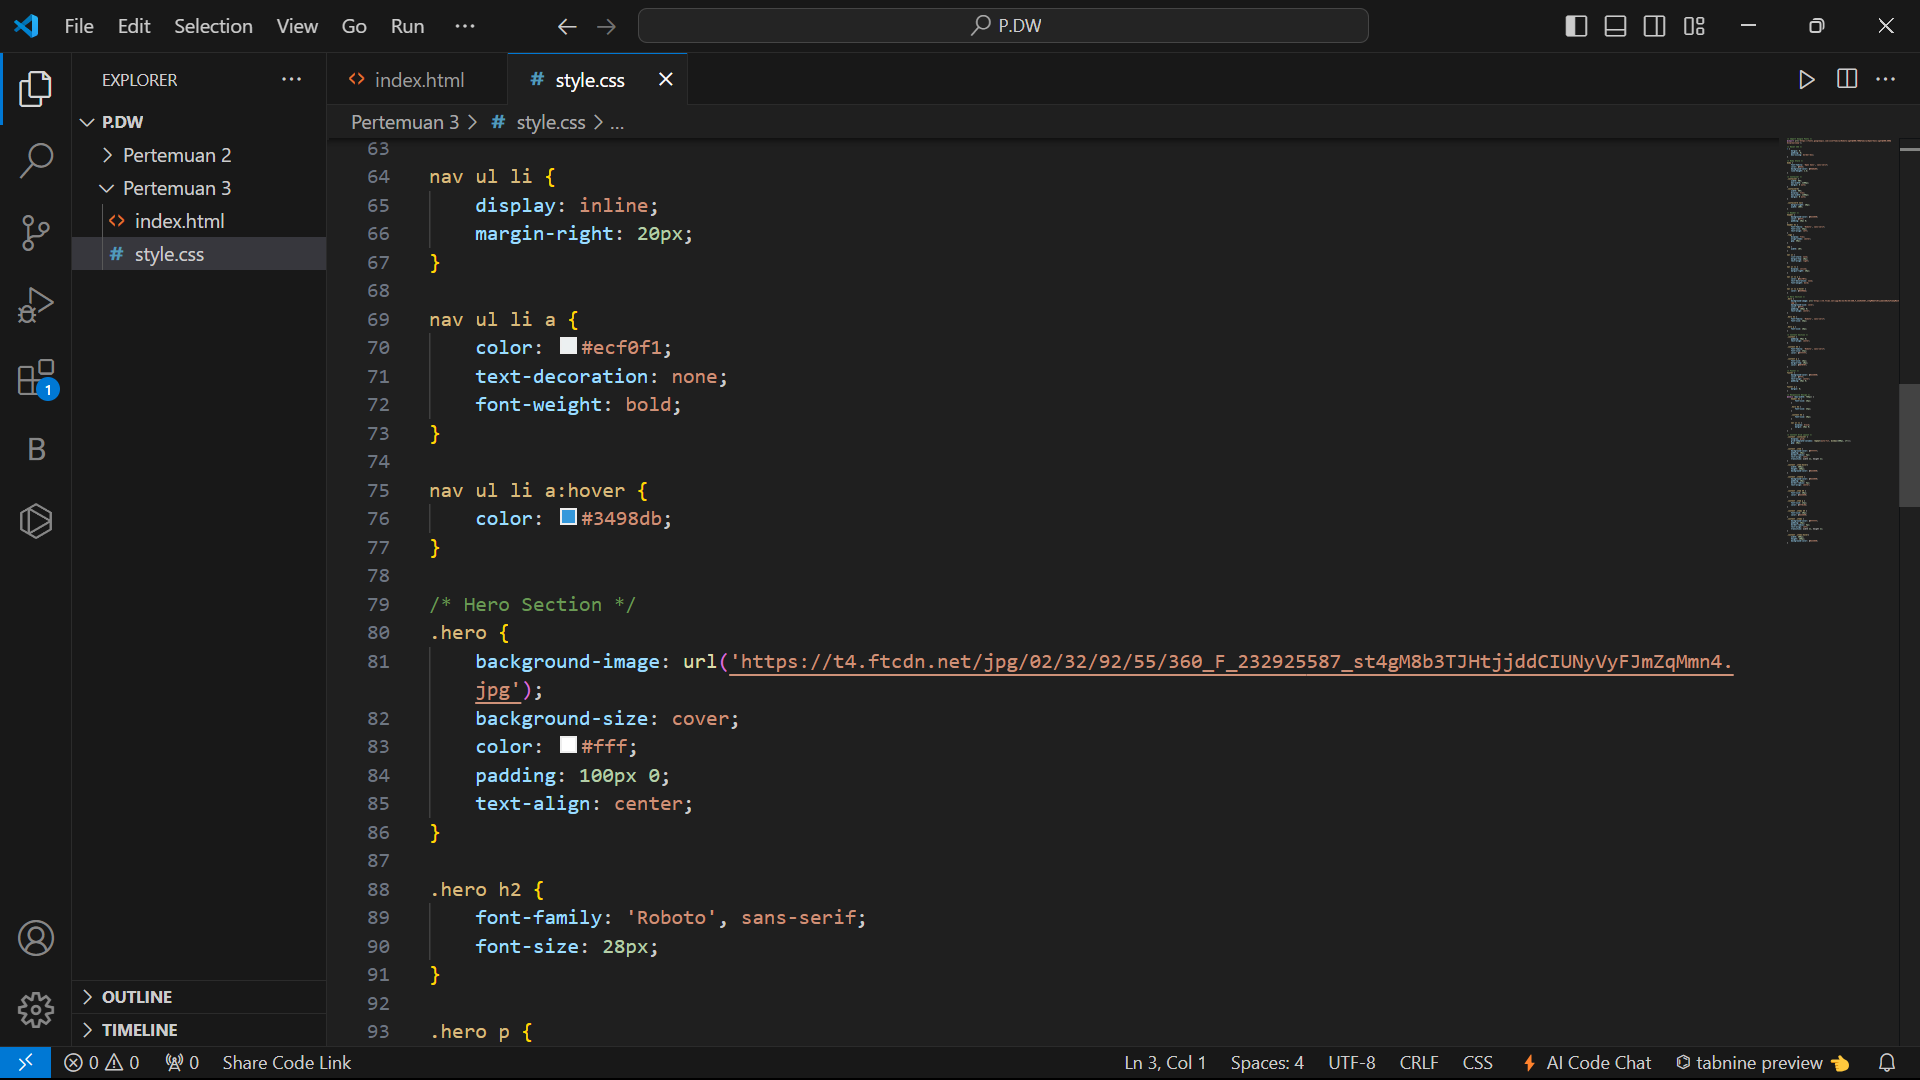 File Edit Selection View Go Run
P.DW
EXPLORER
P.DW
Pertemuan 2
Pertemuan 3
index.html
style.css
1
B
OUTLINE
TIMELINE
index.html
style.css
Pertemuan 3 > # style.css > ...
63
64 nav ul li {
65 display: inline;
66 margin-right: 20px;
67 }
68
69 nav ul li a {
70 color: #ecf0f1;
71 text-decoration: none;
72 font-weight: bold;
73 }
74
75 nav ul li a:hover {
76 color: #3498db;
77 }
78
79 /* Hero Section */
80 .hero {
81 background-image: url('https://t4.ftcdn.net/jpg/02/32/92/55/360_F_232925587_st4gM8b3TJHtjjddCIUNyVyFJmZqMmn4.
jpg');
82 background-size: cover;
83 color: #fff;
84 padding: 100px 0;
85 text-align: center;
86 }
87
88 .hero h2 {
89 font-family: 'Roboto', sans-serif;
90 font-size: 28px;
91 }
92
93 .hero p {
0 0 0 Share Code Link Ln 3, Col 1 Spaces: 4 UTF-8 CRLF CSS AI Code Chat tabnine preview